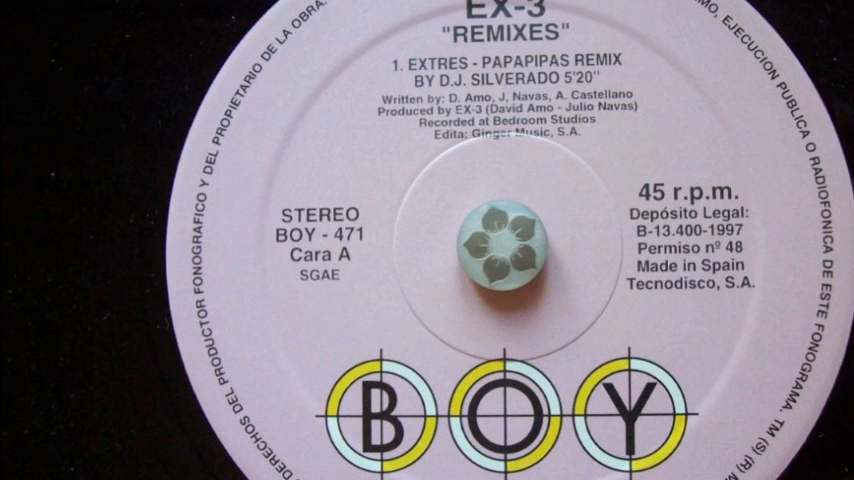 EX-3
"REMIXES"
1. EXTRES - PAPAPIPAS REMIX
BY D.J. SILVERADO 5'20"
Written by: D. Amo, J, Navas, A. Castellano
Produced by EX-3 (David Amo - Julio Navas)
Recorded at Bedroom Studios
Edita: Ginger Music, S.A.
STEREO
BOY - 471
Cara A
SGAE
45 r.p.m.
Depósito Legal:
B-13.400-1997
Permiso nº 48
Made in Spain
Tecnodisco, S.A.
BOY
DERECHOS DEL PRODUCTOR FONOGRAFICO Y DEL PROPIETARIO DE LA OBRA.
EJECUCION PUBLICA O RADIOFONICA DE ESTE FONOGRAMA. TM (S) (R)